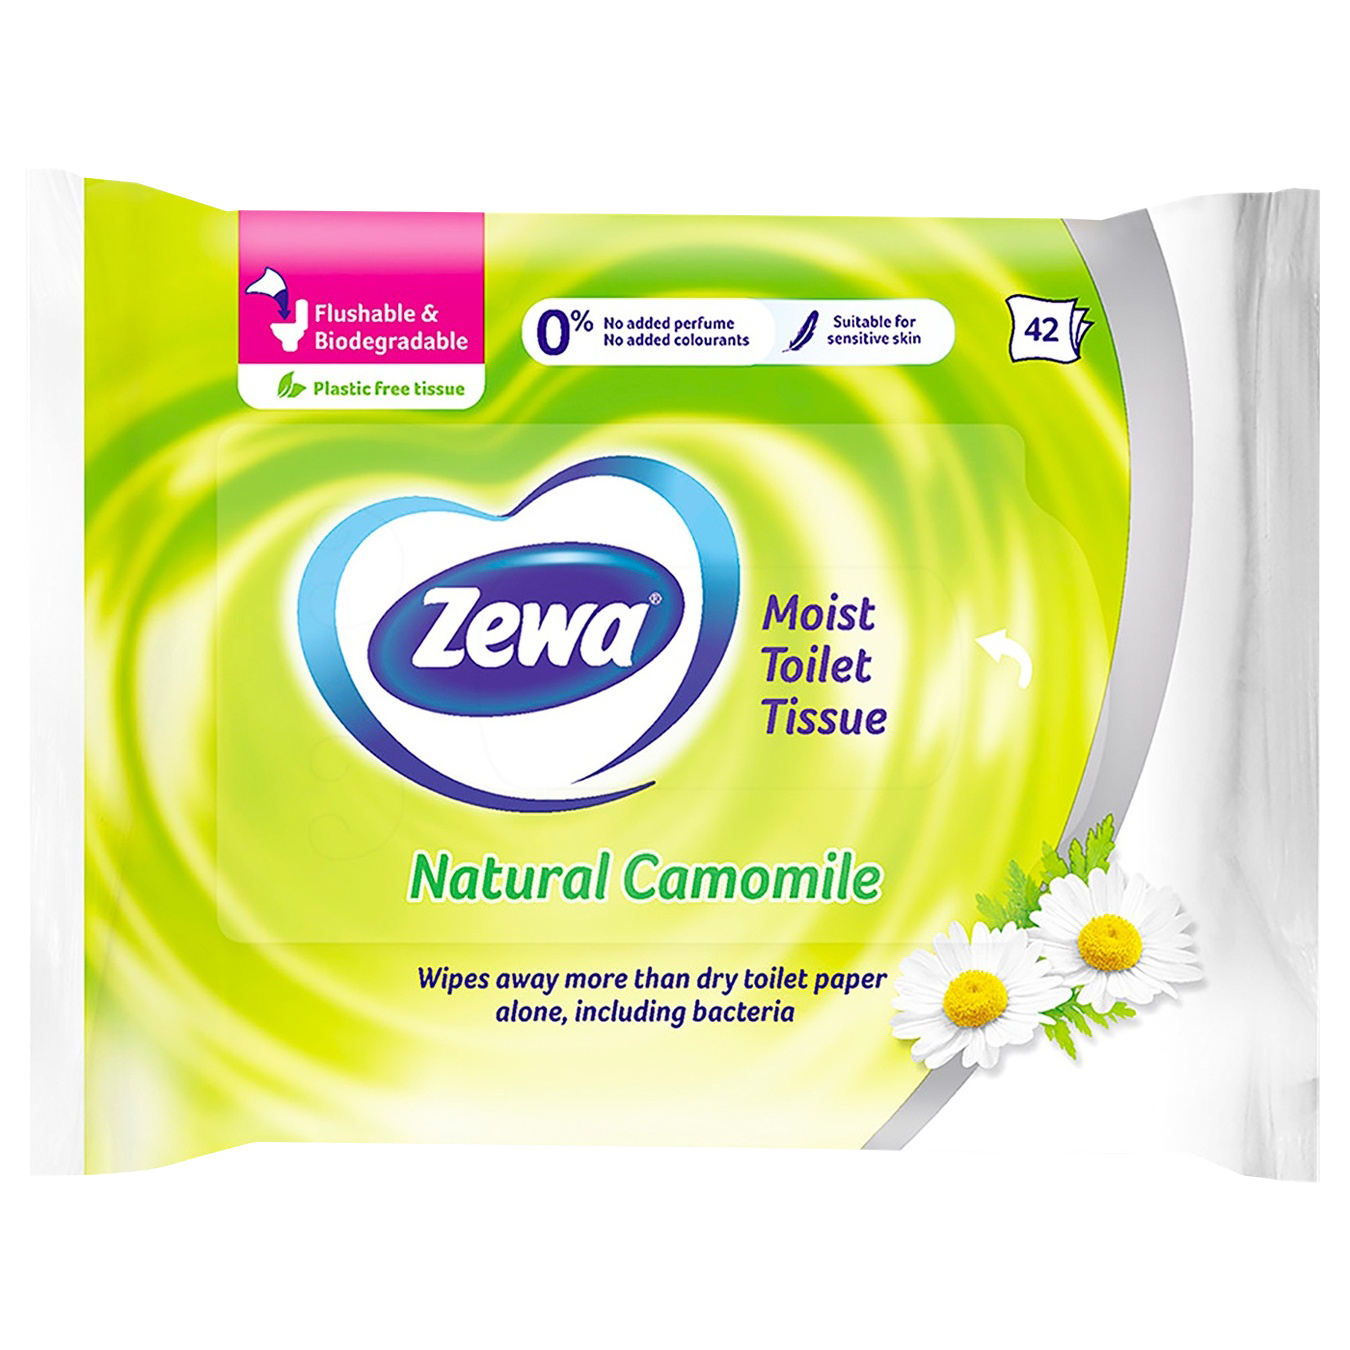 Flushable &
Biodegradable
Plastic free tissue
0%
No added perfume
No added colourants
Suitable for
sensitive skin
42
Zewa®
Moist
Toilet
Tissue
Natural Camomile
Wipes away more than dry toilet paper
alone, including bacteria